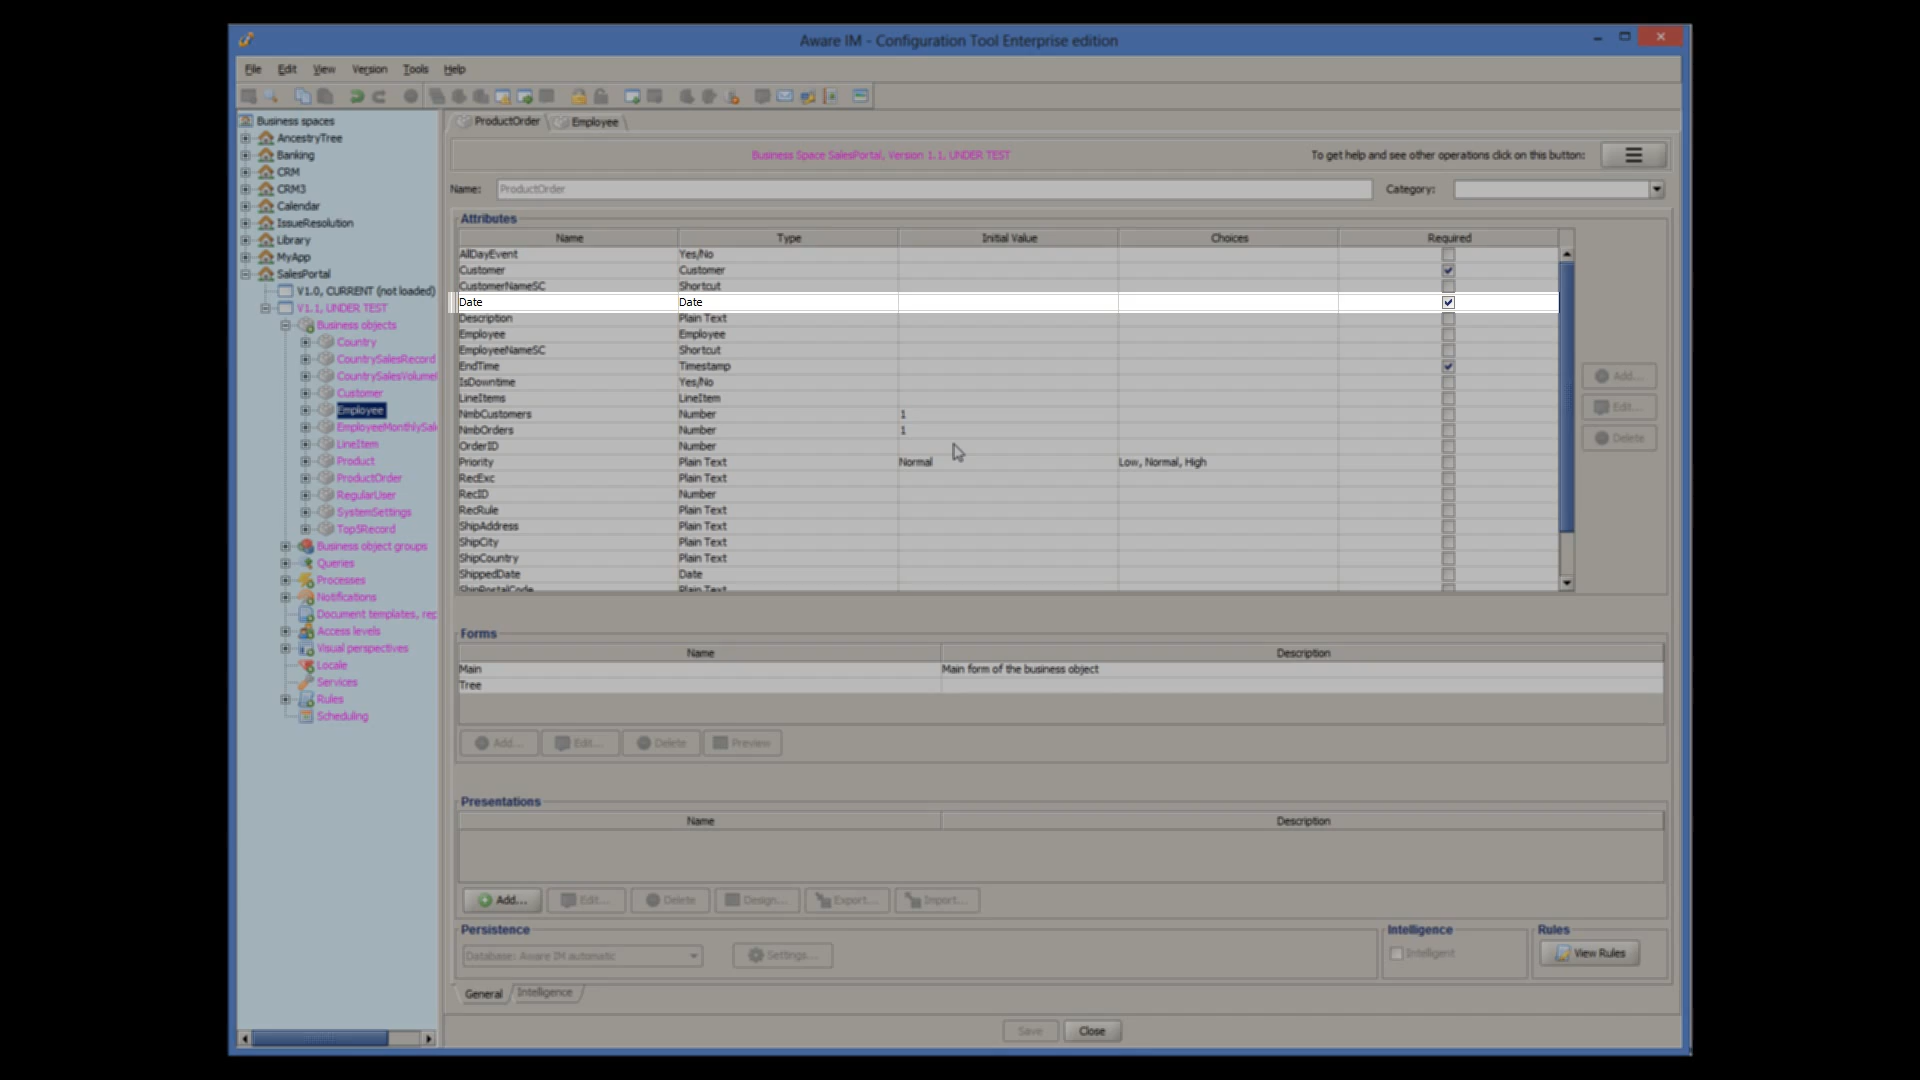 Aware IM - Configuration Tool Enterprise edition
File Edit View Version Tools Help
Business spaces
AncestryTree
Banking
CRM
CRM3
Calendar
IssueResolution
Library
MyApp
SalesPortal
V1.0, CURRENT (not loaded)
V1.1, UNDER TEST
Business objects
Country
CountrySalesRecord
CountrySalesVolume
Customer
Employee
EmployeeMonthlySal
LineItem
Product
ProductOrder
RegularUser
SystemSettings
Top5Record
Business object groups
Queries
Processes
Notifications
Document templates, rep
Access levels
Visual perspectives
Locale
Services
Rules
Scheduling
ProductOrder Employee
Business Space SalesPortal, Version 1.1, UNDER TEST To get help and see other operations click on this button:
Name: ProductOrder Category:
Attributes
Name Type Initial Value Choices Required
AllDayEvent Yes/No
Customer Customer
CustomerNameSC Shortcut
Date Date
Description Plain Text
Employee Employee
EmployeeNameSC Shortcut
EndTime Timestamp
IsDowntime Yes/No
LineItems LineItem
NmbCustomers Number 1
NmbOrders Number 1
OrderID Number
Priority Plain Text Normal Low, Normal, High
RecExc Plain Text
RecID Number
RecRule Plain Text
ShipAddress Plain Text
ShipCity Plain Text
ShipCountry Plain Text
ShippedDate Date
ShipPostalCode Plain Text
Add...
Edit...
Delete
Forms
Name Description
Main Main form of the business object
Tree
Add... Edit... Delete Preview
Presentations
Name Description
Add... Edit... Delete Design... Export... Import...
Persistence Intelligence Rules
Database: Aware IM automatic Settings... Intelligent View Rules
General Intelligence
Save Close